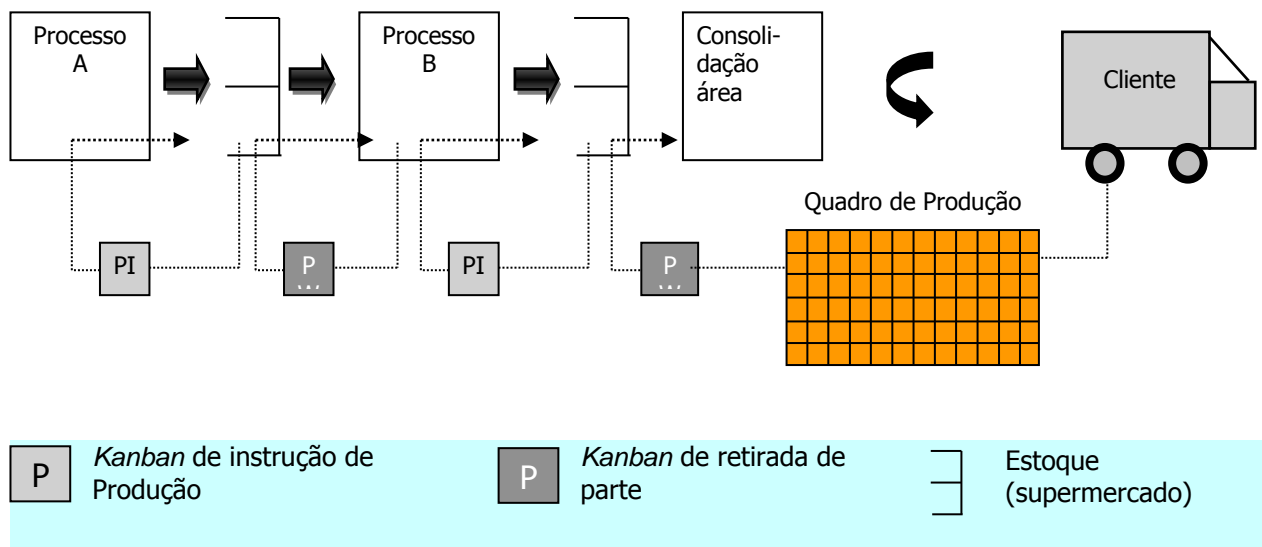 Processo
A
Processo
B
Consoli-
dação
área
Cliente
Quadro de Produção
PI
P
PI
P
P
Kanban de instrução de
Produção
P
Kanban de retirada de
parte
Estoque
(supermercado)